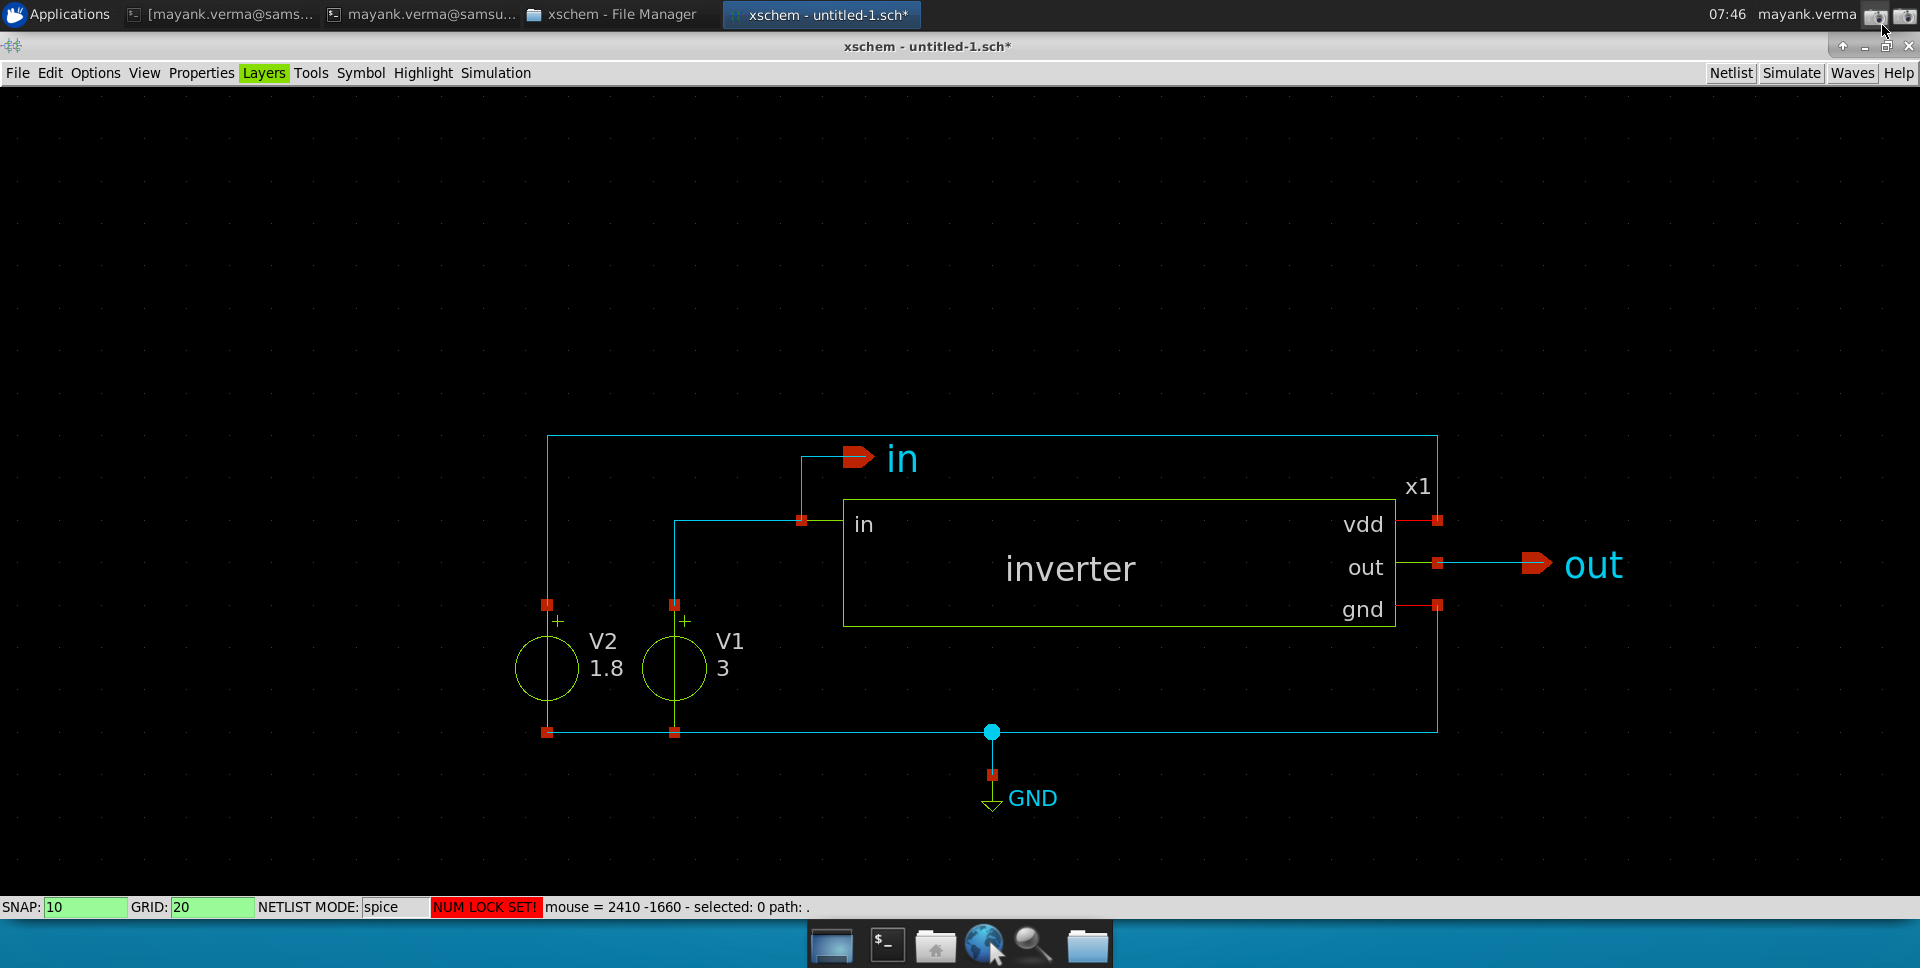 Applications [mayank.verma@sams... mayank.verma@samsu... xschem - File Manager xschem - untitled-1.sch* 07:46 mayank.verma
xschem - untitled-1.sch*
File Edit Options View Properties Layers Tools Symbol Highlight Simulation Netlist Simulate Waves Help
in
x1
in vdd
inverter out out
gnd
V2 V1
1.8 3
GND
SNAP: 10 GRID: 20 NETLIST MODE: spice NUM LOCK SET! mouse = 2410 -1660 - selected: 0 path: .